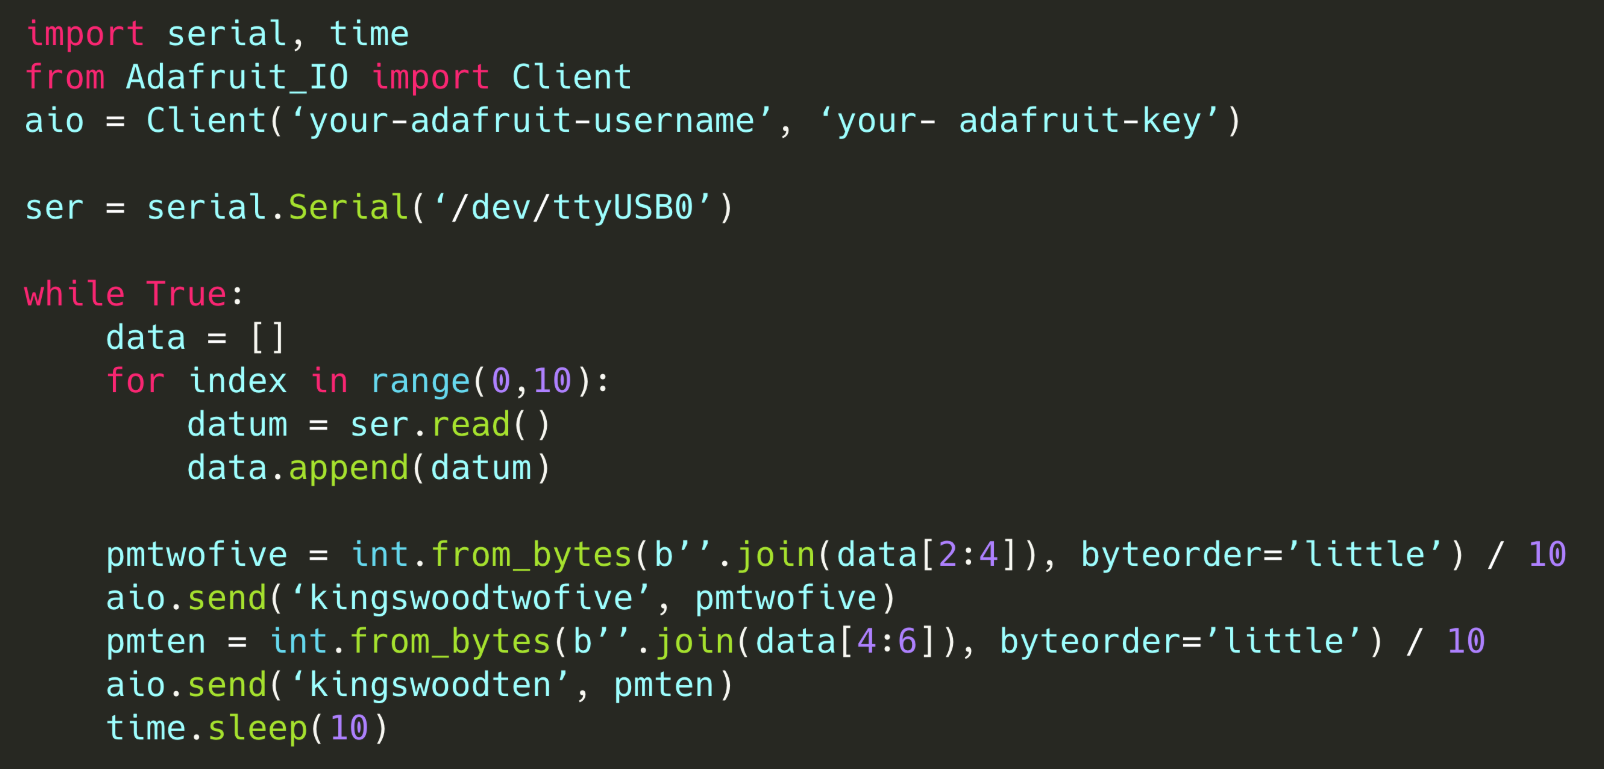 import serial, time
from Adafruit_IO import Client
aio = Client(‘your-adafruit-username’, ‘your- adafruit-key’)
ser = serial.Serial(‘/dev/ttyUSB0’)
while True:
    data = []
    for index in range(0,10):
        datum = ser.read()
        data.append(datum)
    pmtwofive = int.from_bytes(b’’.join(data[2:4]), byteorder=’little’) / 10
    aio.send(‘kingswoodtwofive’, pmtwofive)
    pmten = int.from_bytes(b’’.join(data[4:6]), byteorder=’little’) / 10
    aio.send(‘kingswoodten’, pmten)
    time.sleep(10)